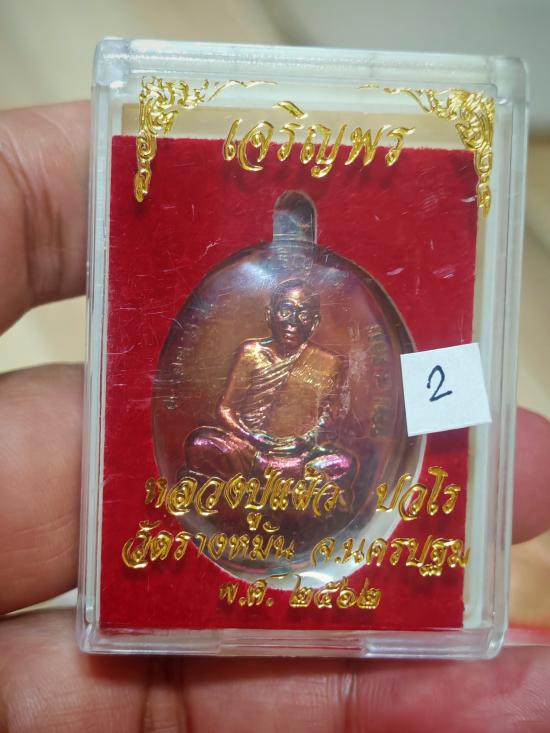 เจริญพร
2
หลวงปู่แผ้ว ปวโร
วัดรางหมัน จ.นครปฐม
พ.ศ. ๒๕๖๒